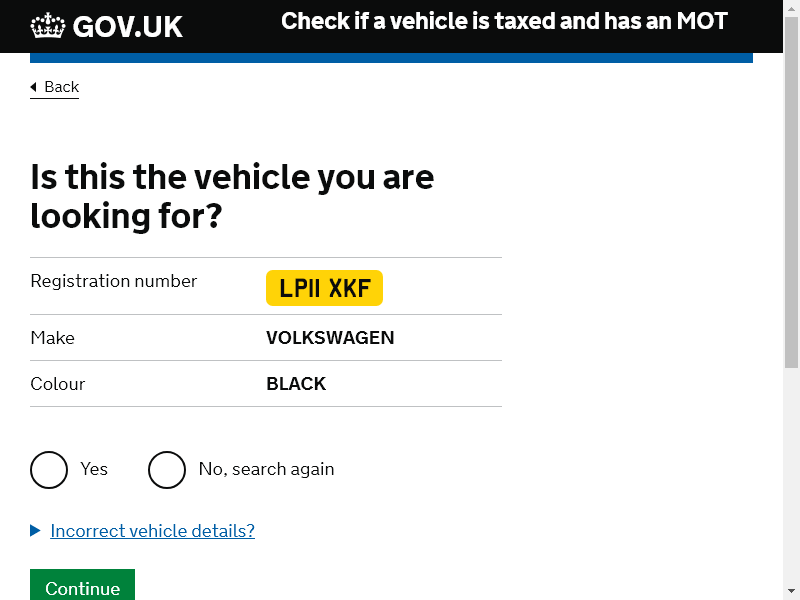 GOV.UK
Check if a vehicle is taxed and has an MOT
Back
Is this the vehicle you are
looking for?
Registration number
LP11 XKF
Make
VOLKSWAGEN
Colour
BLACK
Yes
No, search again
Incorrect vehicle details?
Continue